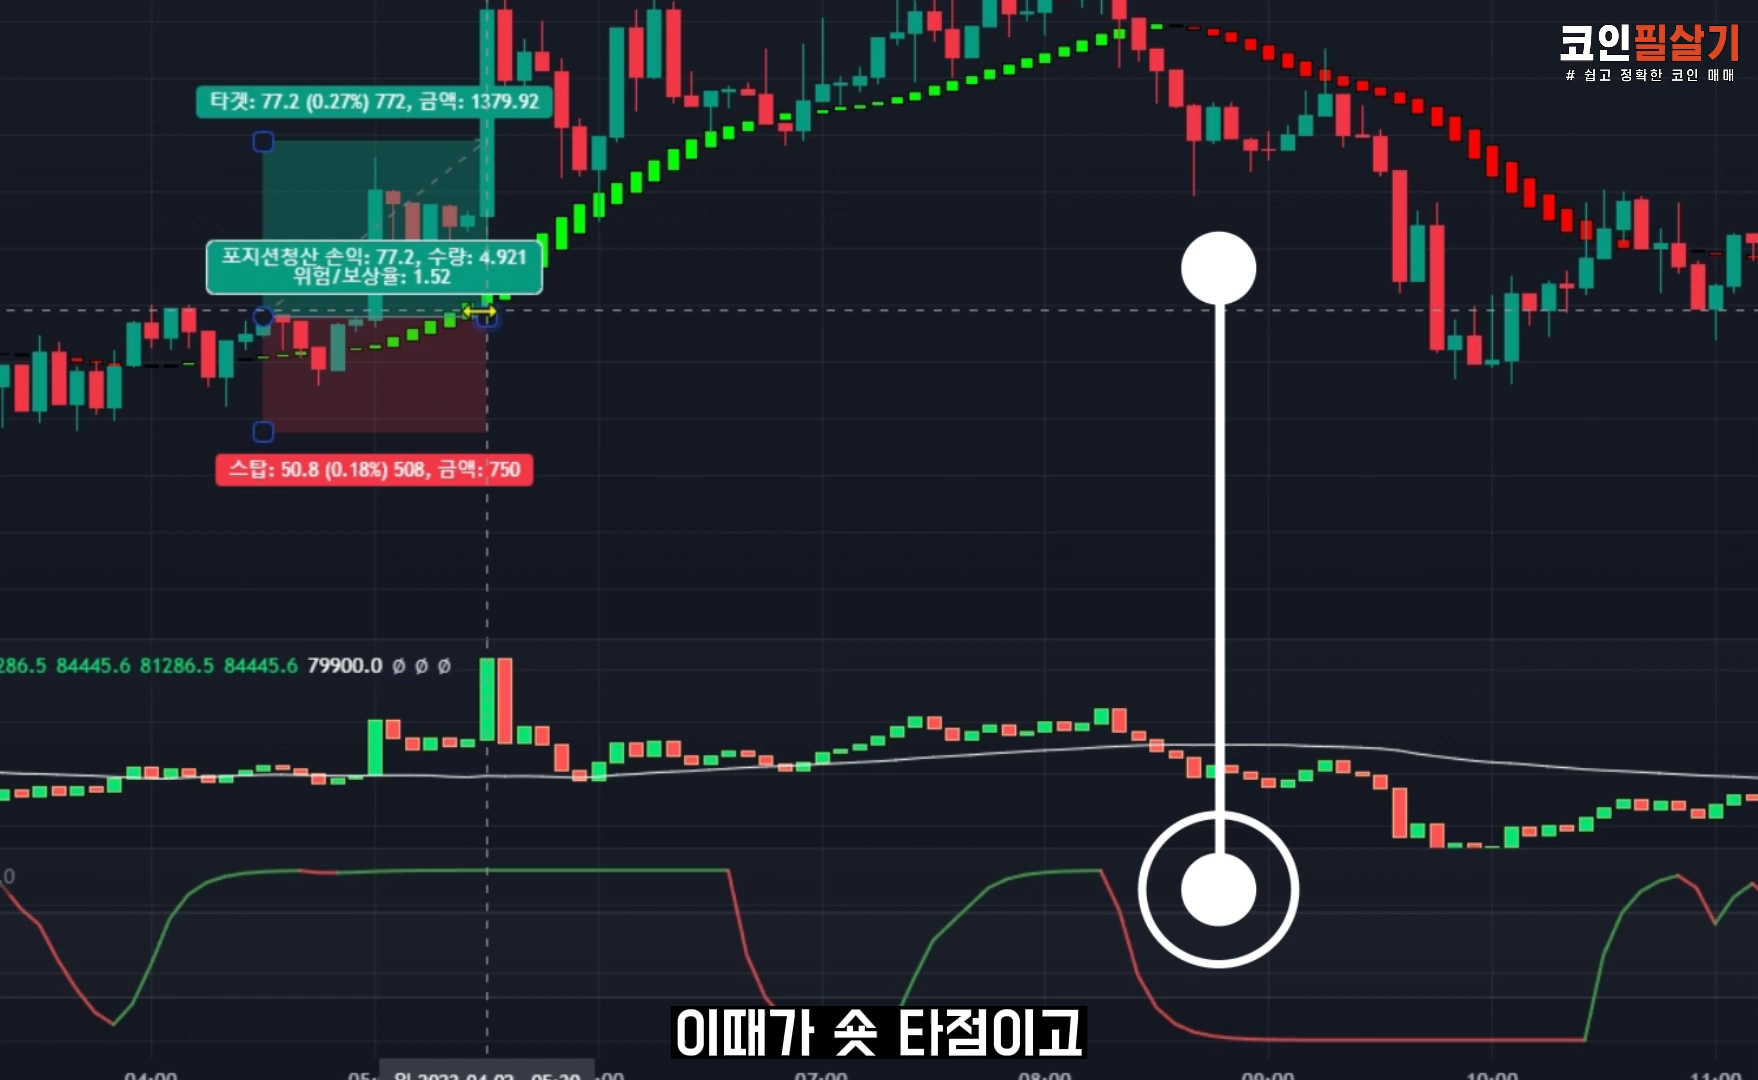 코인필살기
# 쉽고 정확한 코인 매매
타겟: 77.2 (0.27%) 772, 금액: 1379.92
포지션청산 손익: 77.2, 수량: 4.921
위험/보상율: 1.52
스탑: 50.8 (0.18%) 508, 금액: 750
286.5 84445.6 81286.5 84445.6 79900.0 ø ø ø
.0
이때가 숏 타점이고
04:00 05: :00 07:00 08:00 09:00 10:00 11:00